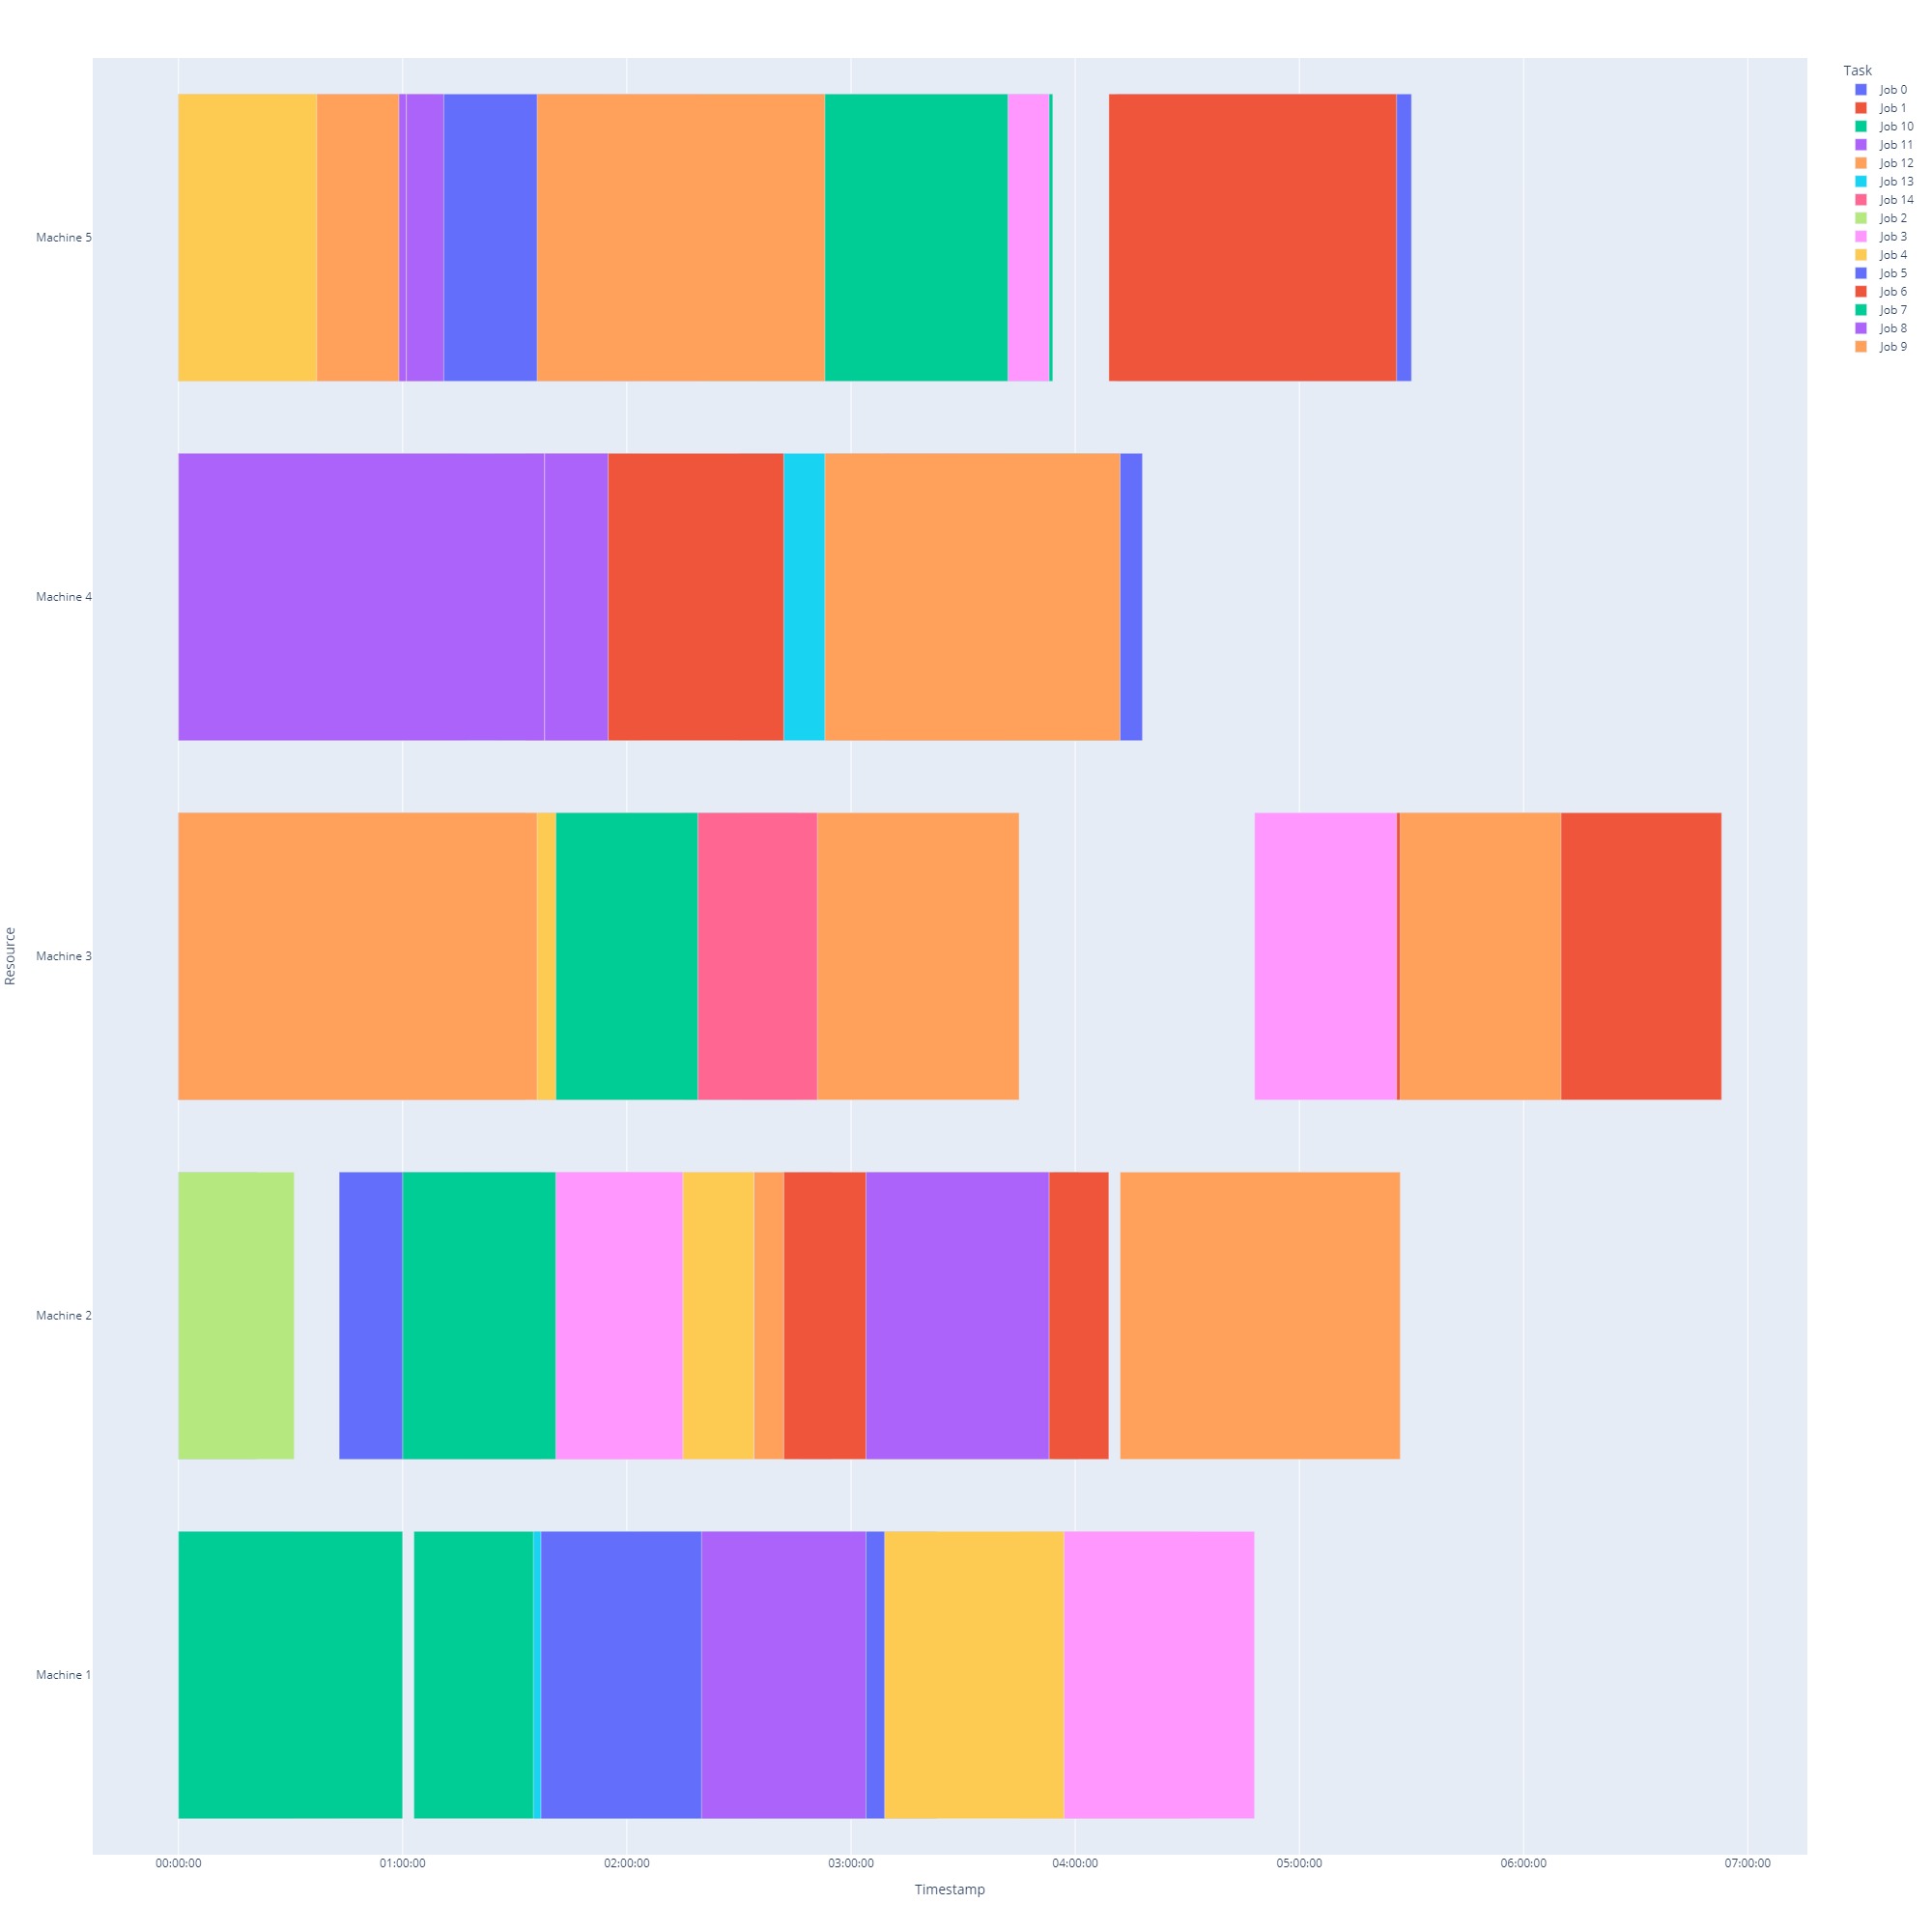 Task
Job 0
Job 1
Job 10
Job 11
Job 12
Job 13
Job 14
Job 2
Job 3
Job 4
Job 5
Job 6
Job 7
Job 8
Job 9
Machine 5
Machine 4
Machine 3
Machine 2
Machine 1
Resource
00:00:00 01:00:00 02:00:00 03:00:00 04:00:00 05:00:00 06:00:00 07:00:00
Timestamp